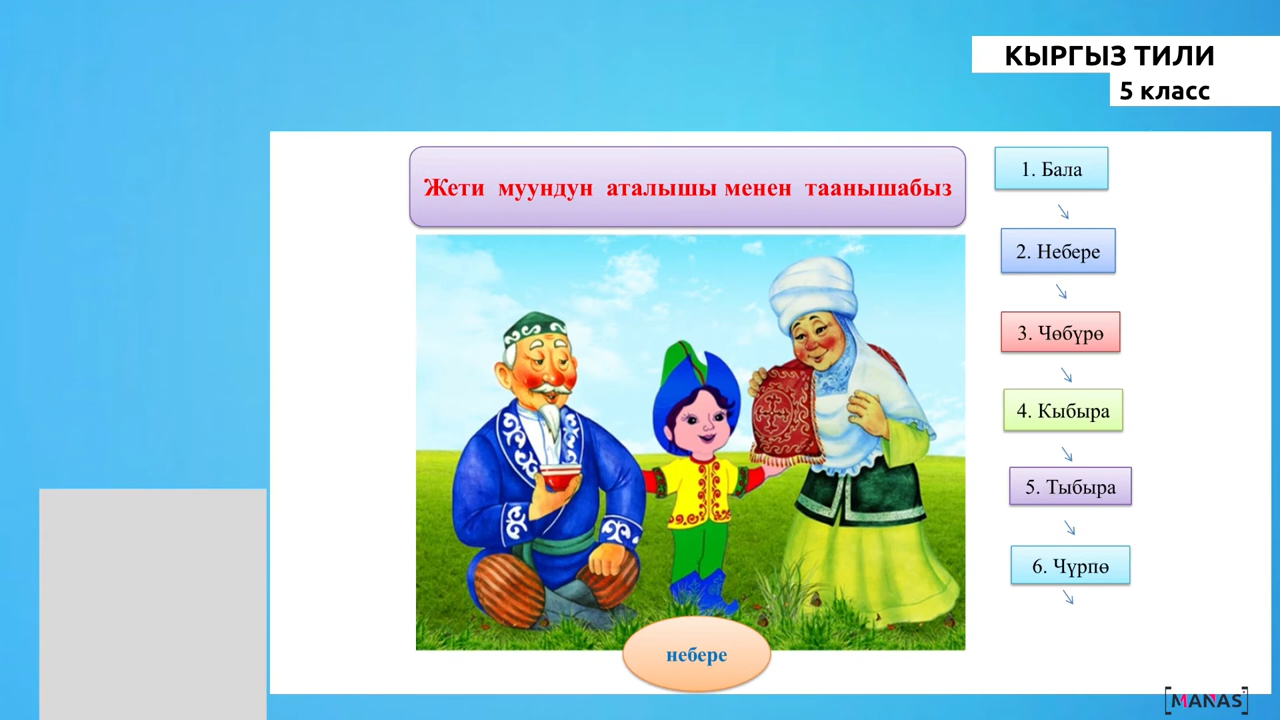 КЫРГЫЗ ТИЛИ
5 класс
Жети муундун аталышы менен таанышабыз
1. Бала
2. Небере
3. Чөбүрө
4. Кыбыра
5. Тыбыра
6. Чүрпө
небере
[MANAS]